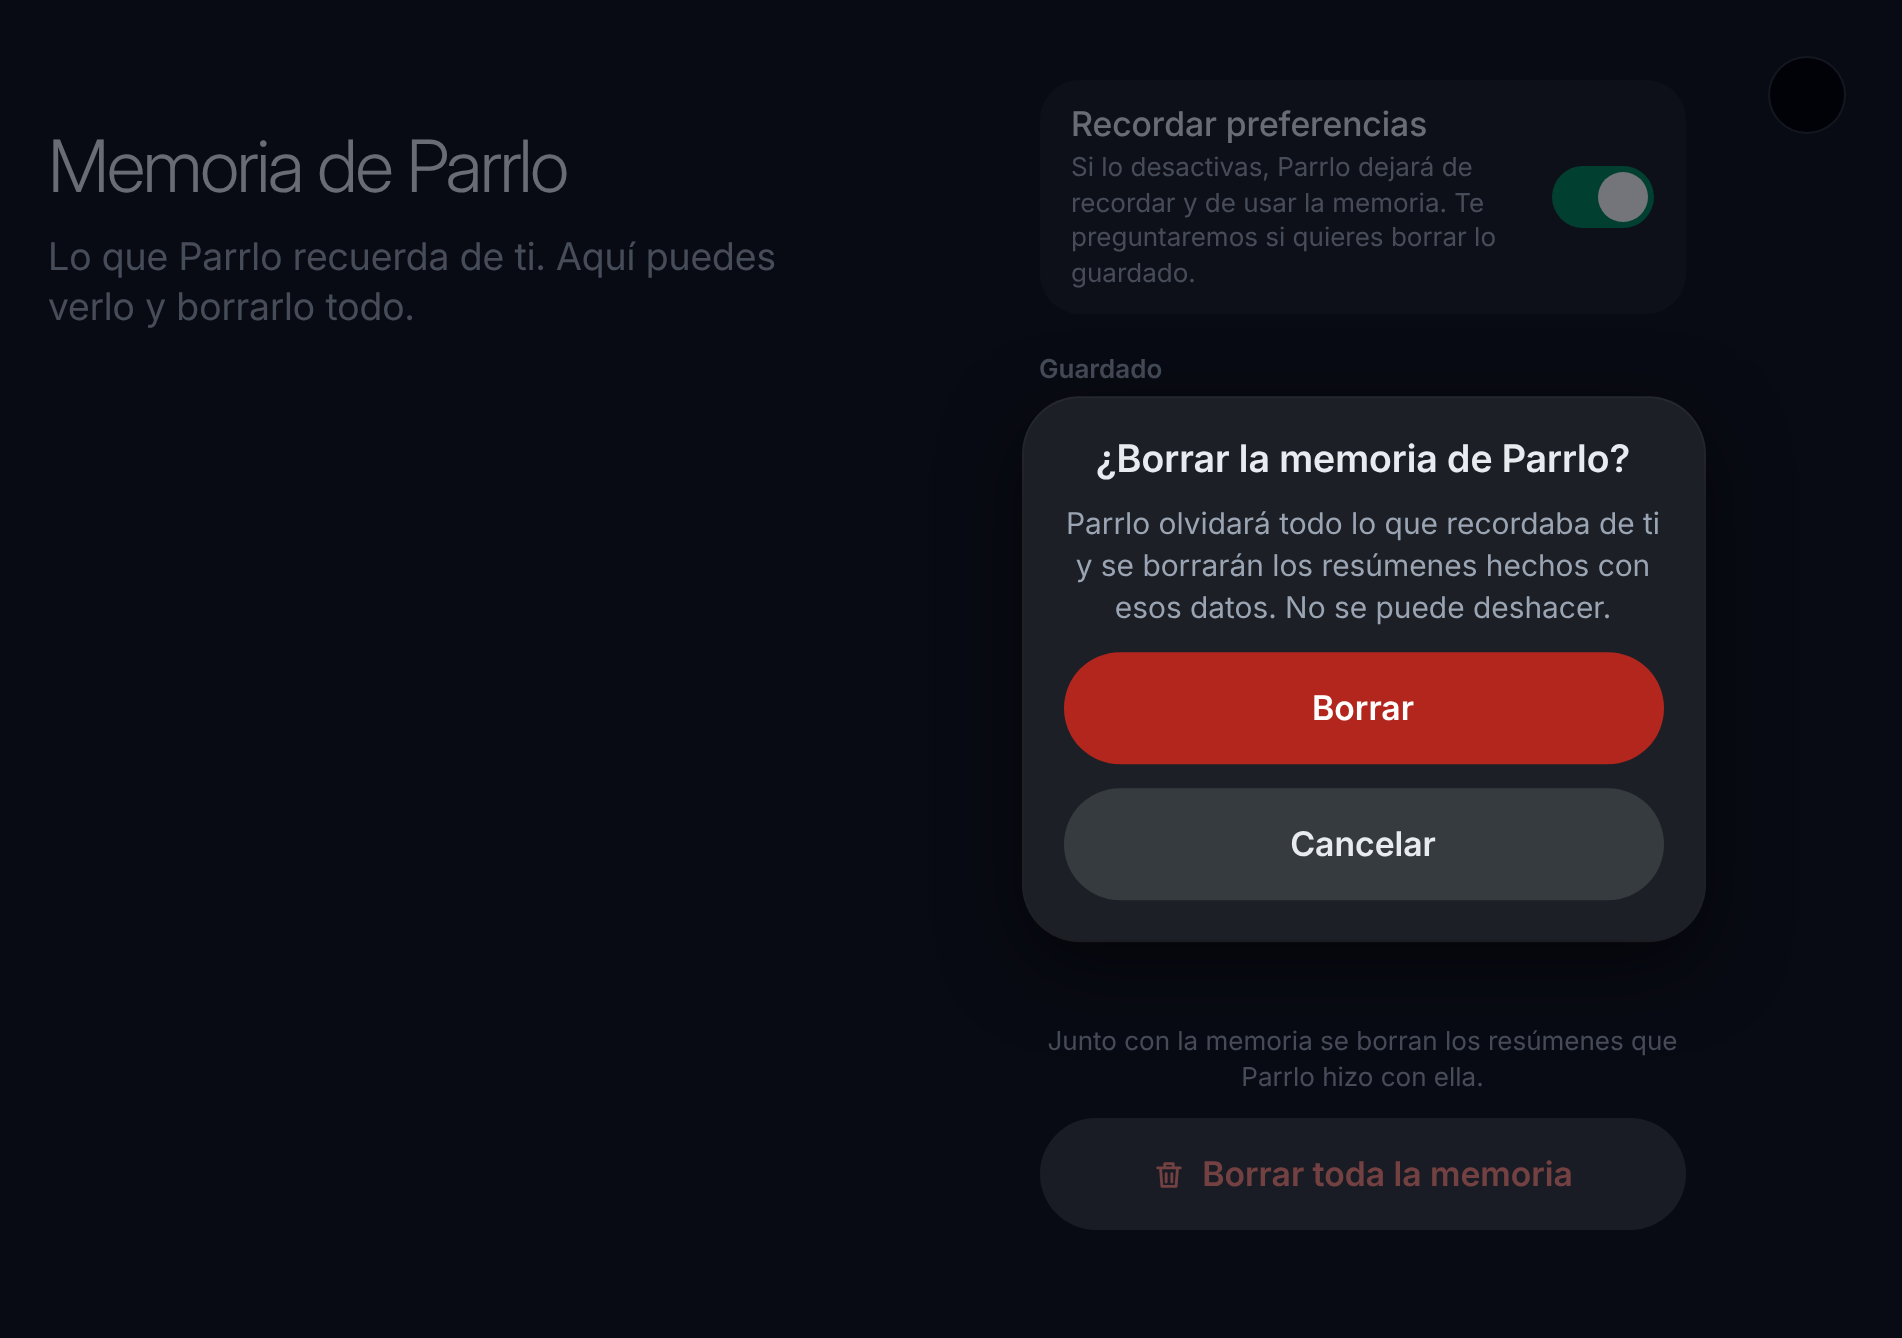 Memoria de Parrlo
Lo que Parrlo recuerda de ti. Aquí puedes
verlo y borrarlo todo.
Recordar preferencias
Si lo desactivas, Parrlo dejará de
recordar y de usar la memoria. Te
preguntaremos si quieres borrar lo
guardado.
Guardado
¿Borrar la memoria de Parrlo?
Parrlo olvidará todo lo que recordaba de ti
y se borrarán los resúmenes hechos con
esos datos. No se puede deshacer.
Borrar
Cancelar
Junto con la memoria se borran los resúmenes que
Parrlo hizo con ella.
Borrar toda la memoria